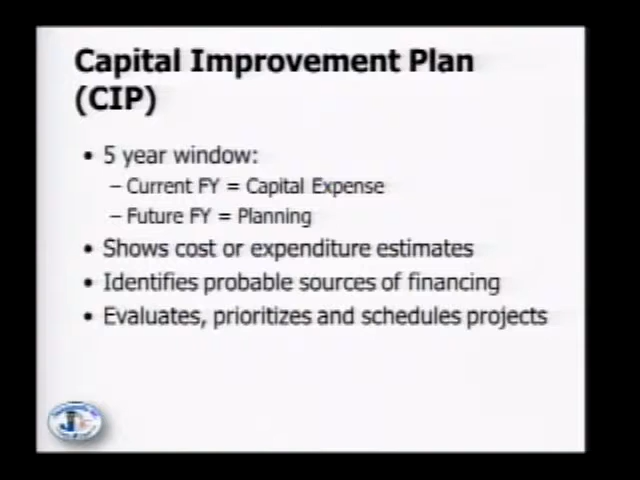 Capital Improvement Plan
(CIP)
• 5 year window:
– Current FY = Capital Expense
– Future FY = Planning
• Shows cost or expenditure estimates
• Identifies probable sources of financing
• Evaluates, prioritizes and schedules projects